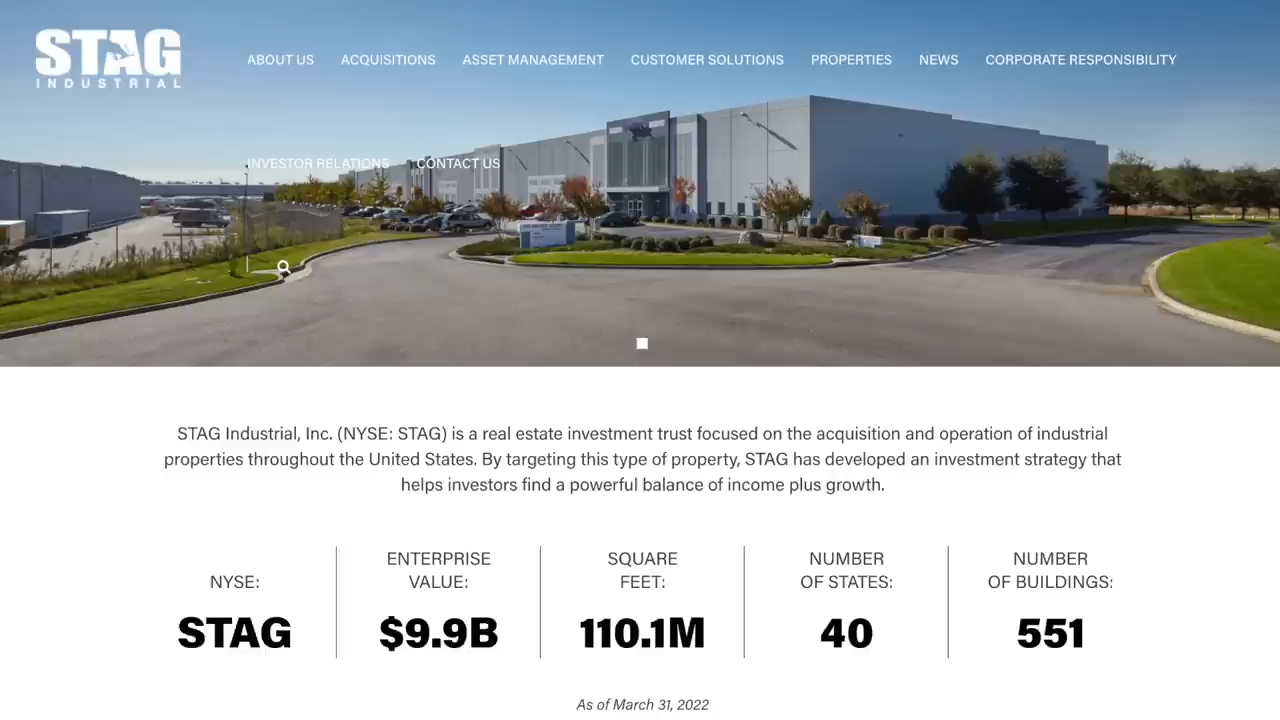 STAG
INDUSTRIAL
ABOUT US
ACQUISITIONS
ASSET MANAGEMENT
CUSTOMER SOLUTIONS
PROPERTIES
NEWS
CORPORATE RESPONSIBILITY
INVESTOR RELATIONS
CONTACT US
STAG Industrial, Inc. (NYSE: STAG) is a real estate investment trust focused on the acquisition and operation of industrial
properties throughout the United States. By targeting this type of property, STAG has developed an investment strategy that
helps investors find a powerful balance of income plus growth.
NYSE:
STAG
ENTERPRISE
VALUE:
$9.9B
SQUARE
FEET:
110.1M
NUMBER
OF STATES:
40
NUMBER
OF BUILDINGS:
551
As of March 31, 2022